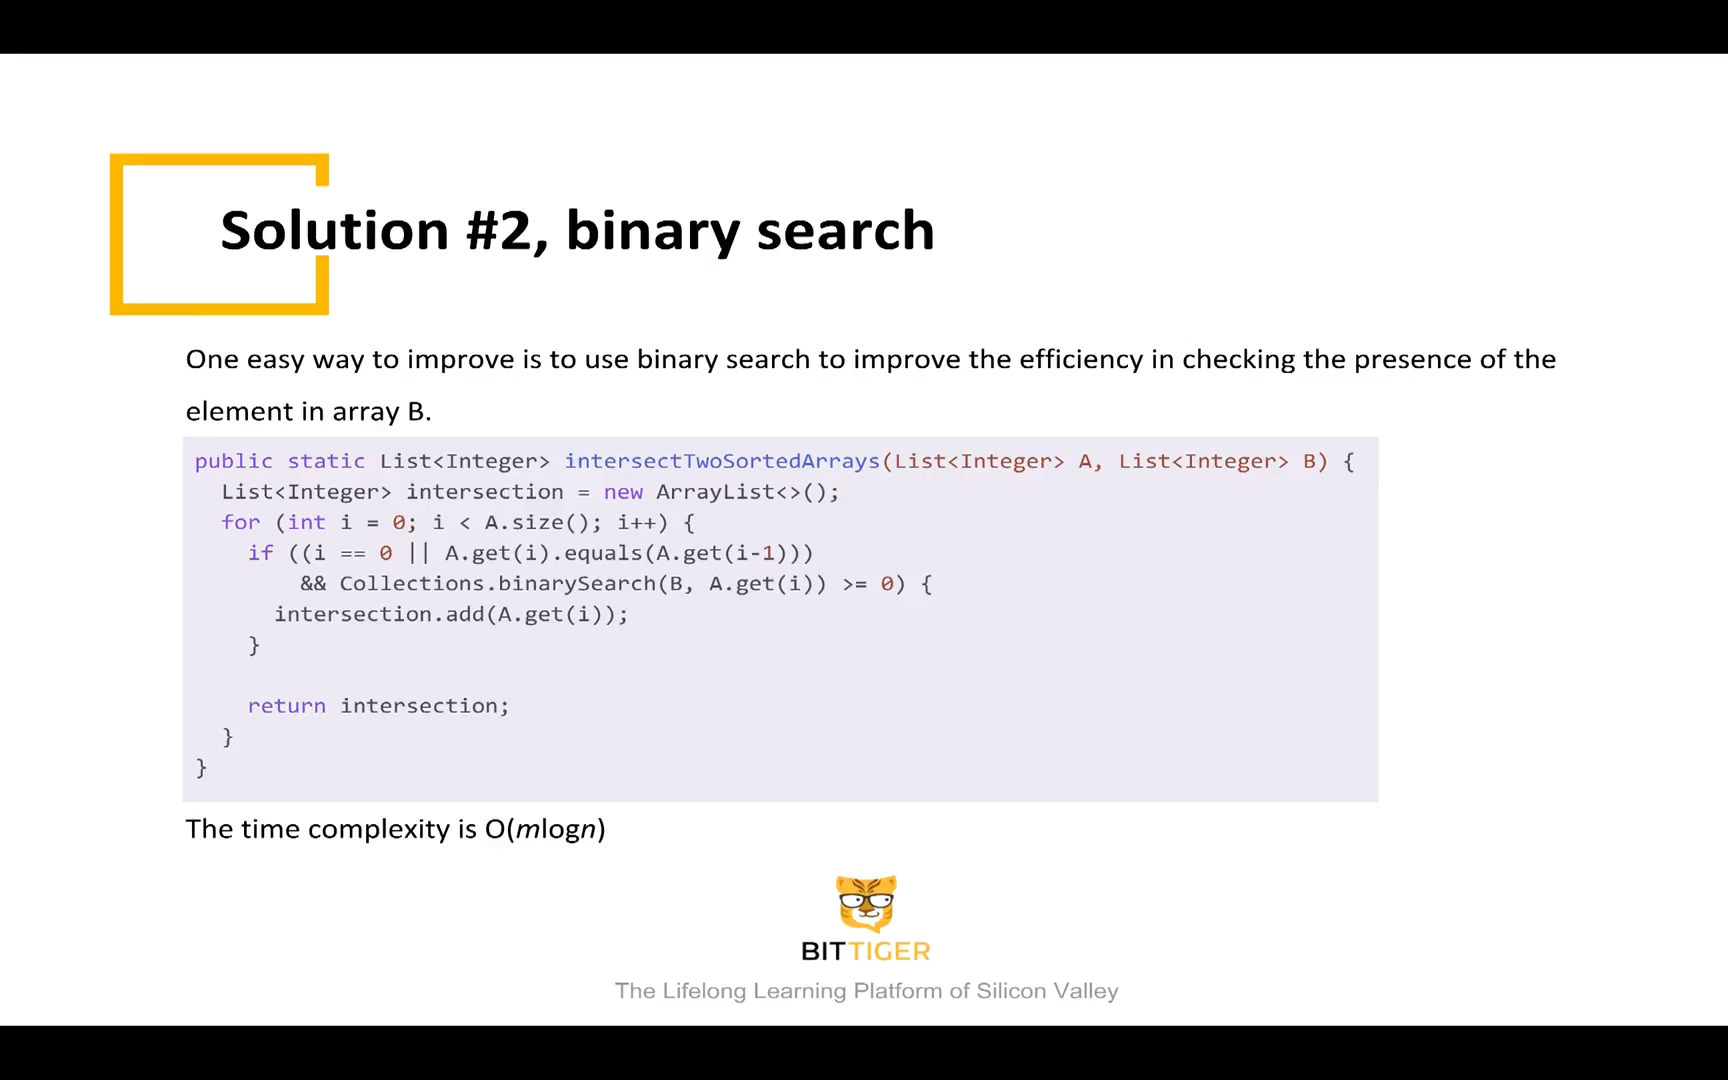 Solution #2, binary search
One easy way to improve is to use binary search to improve the efficiency in checking the presence of the
element in array B.
public static List<Integer> intersectTwoSortedArrays(List<Integer> A, List<Integer> B) {
  List<Integer> intersection = new ArrayList<>();
  for (int i = 0; i < A.size(); i++) {
    if ((i == 0 || A.get(i).equals(A.get(i-1)))
        && Collections.binarySearch(B, A.get(i)) >= 0) {
      intersection.add(A.get(i));
    }
    return intersection;
  }
}
The time complexity is O(mlogn)
BITTIGER
The Lifelong Learning Platform of Silicon Valley